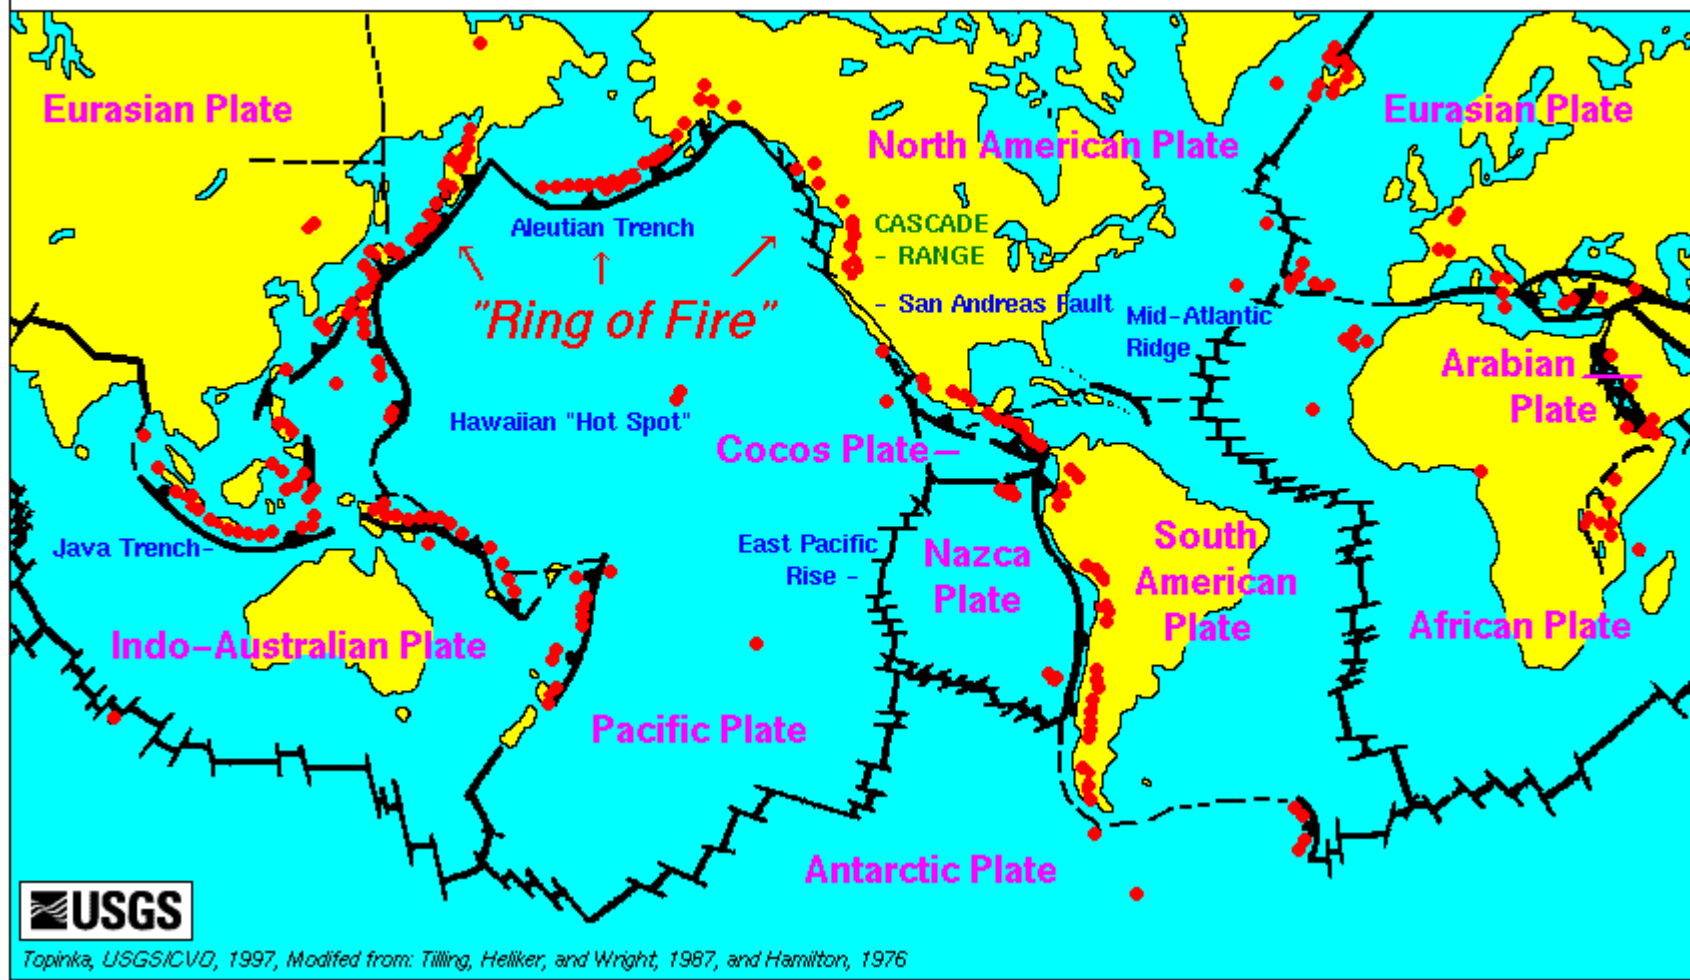 Eurasian Plate
Eurasian Plate
North American Plate
Aleutian Trench
CASCADE
- RANGE
"Ring of Fire"
- San Andreas Fault
Mid-Atlantic
Ridge
Arabian
Plate
Hawaiian "Hot Spot"
Cocos Plate
Java Trench-
East Pacific
Rise -
Nazca
Plate
South
American
Plate
Indo-Australian Plate
African Plate
Pacific Plate
Antarctic Plate
USGS
Topinka, USGS/CVO, 1997, Modifed from: Tilling, Heliker, and Wright, 1987, and Hamilton, 1976